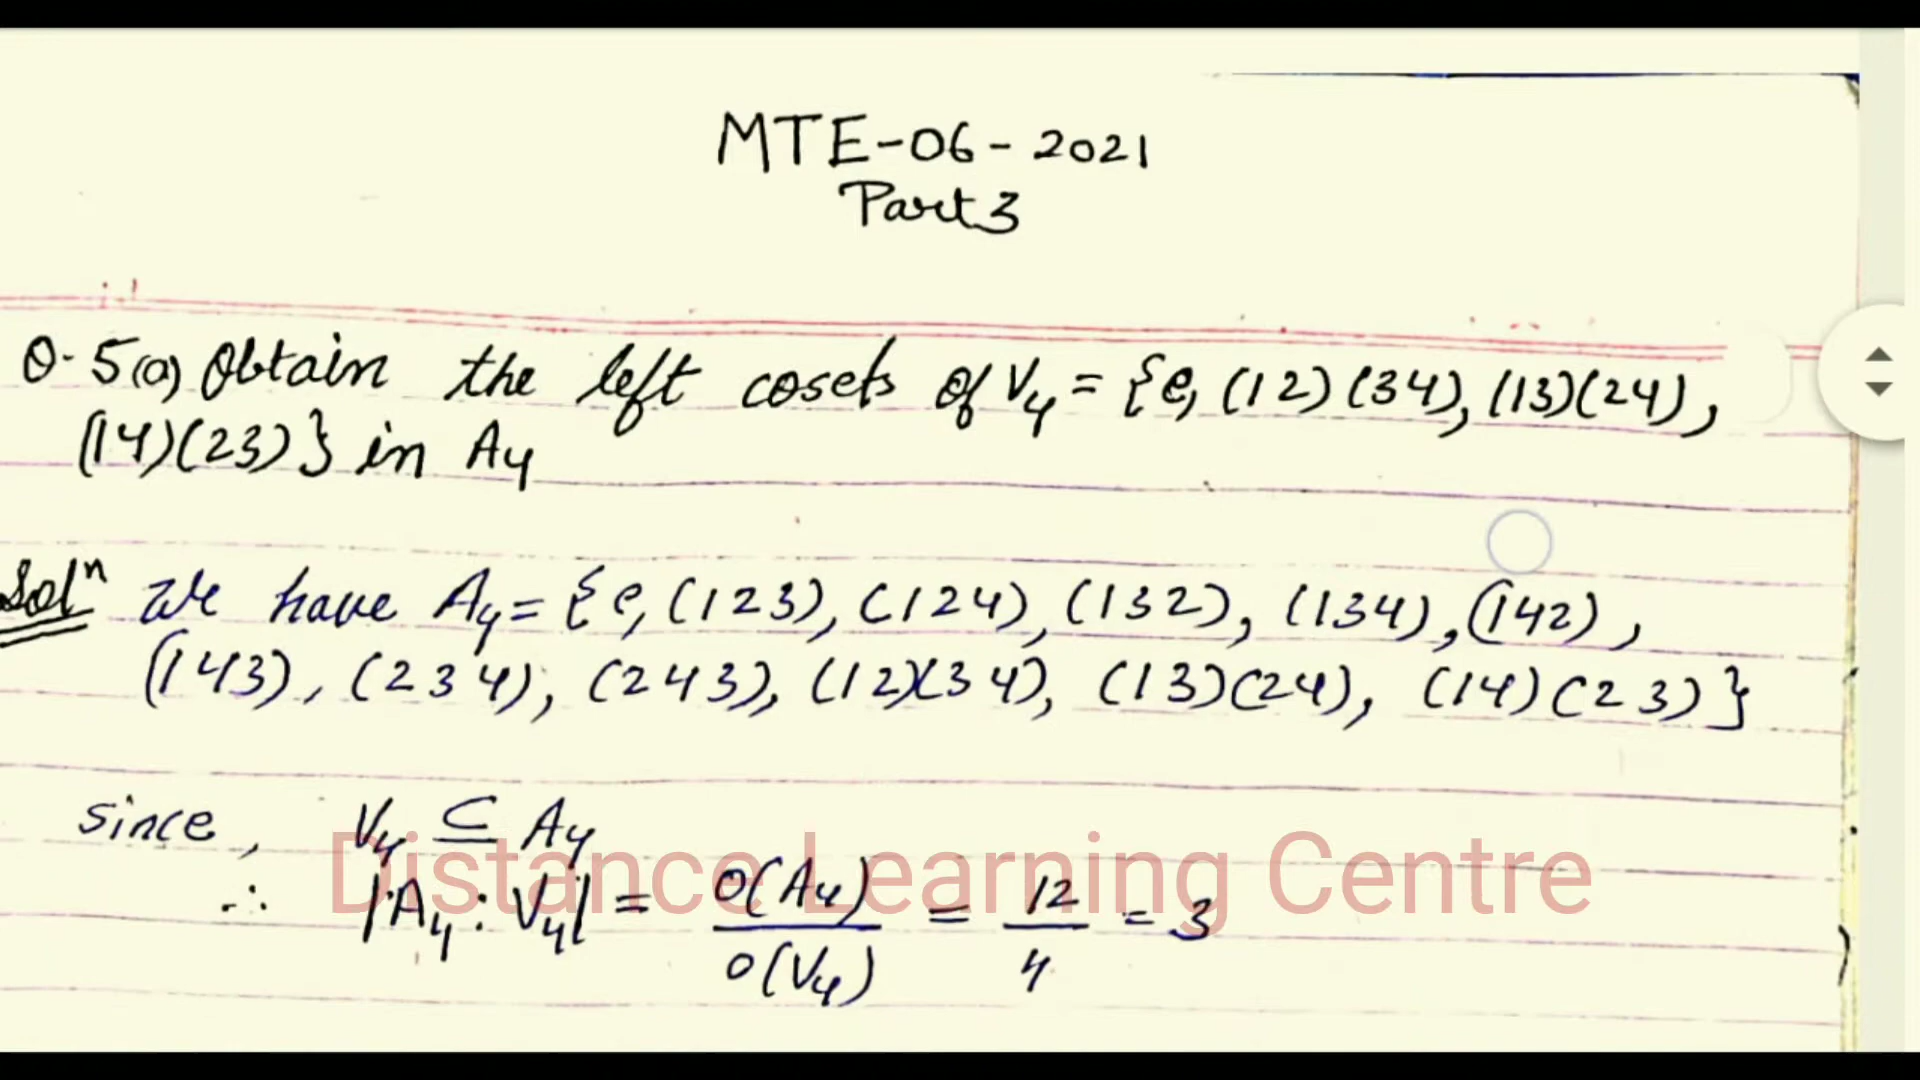 MTE-06-2021
Part 3
Q.5(a) Obtain the left cosets of V₄ = {e, (12)(34), (13)(24),
(14)(23)} in A₄
Solⁿ We have A₄ = {e, (123), (124), (132), (134), (142),
(143), (234), (243), (12)(34), (13)(24), (14)(23)}
since, V₄ ⊆ A₄
∴ |A₄ : V₄| = O(A₄)/O(V₄) = 12/4 = 3
Distance Learning Centre